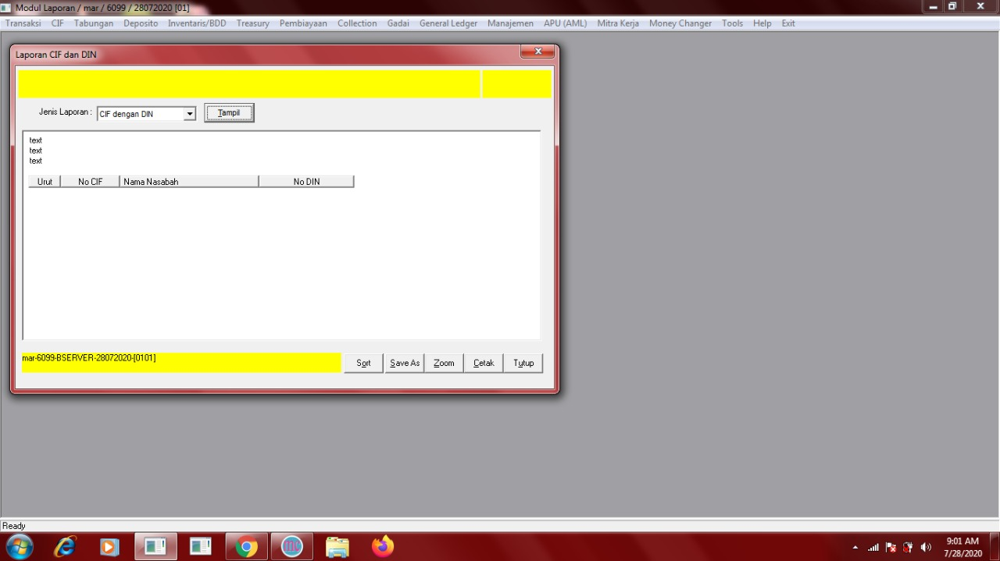 Modul Laporan / mar / 6099 / 28072020 [01]
Transaksi CIF Tabungan Deposito Inventaris/BDD Treasury Pembiayaan Collection Gadai General Ledger Manajemen APU (AML) Mitra Kerja Money Changer Tools Help Exit
Laporan CIF dan DIN
Jenis Laporan : CIF dengan DIN Tampil
text
text
text
Urut No CIF Nama Nasabah No DIN
mar-6099-BSERVER-28072020-[0101] Sort Save As Zoom Cetak Tutup
Ready
9:01 AM
7/28/2020